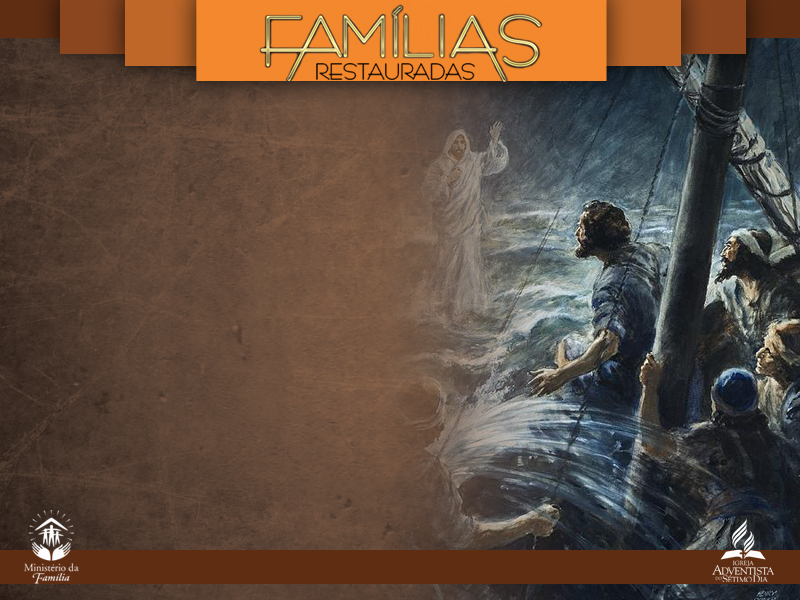 FAMÍLIAS
RESTAURADAS
Ministério da
Família
IGREJA
ADVENTISTA
DO SÉTIMO DIA